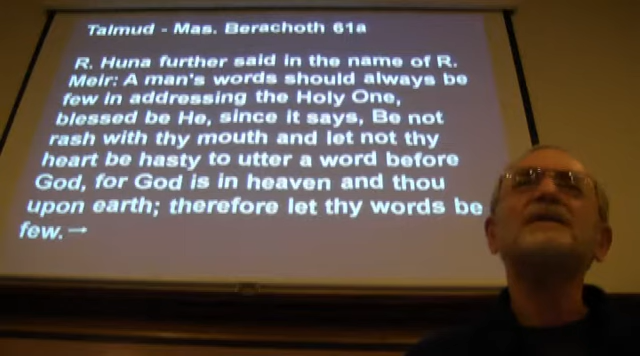 Talmud - Mas. Berachoth 61a
R. Huna further said in the name of R.
Meir: A man's words should always be
few in addressing the Holy One,
blessed be He, since it says, Be not
rash with thy mouth and let not thy
heart be hasty to utter a word before
God, for God is in heaven and thou
upon earth; therefore let thy words be
few.→